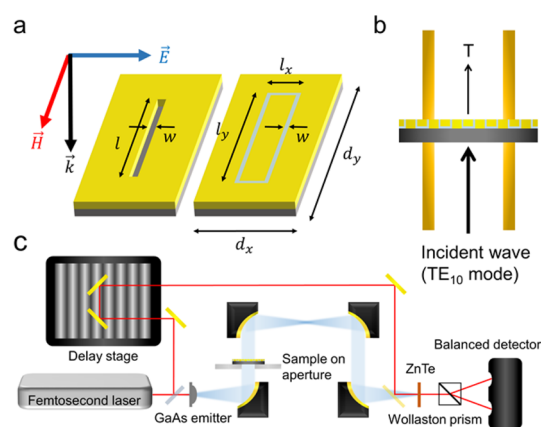 a
b
E
H
k
l
w
l_x
l_y
w
d_y
d_x
T
Incident wave
(TE10 mode)
c
Delay stage
Femtosecond laser
GaAs emitter
Sample on
aperture
ZnTe
Balanced detector
Wollaston prism